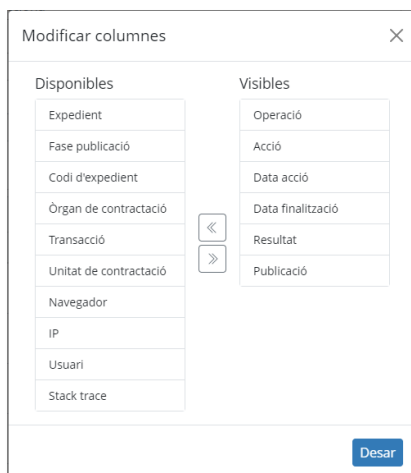 Modificar columnes
Disponibles
Expedient
Fase publicació
Codi d'expedient
Òrgan de contractació
Transacció
Unitat de contractació
Navegador
IP
Usuari
Stack trace
Visibles
Operació
Acció
Data acció
Data finalització
Resultat
Publicació
Desar